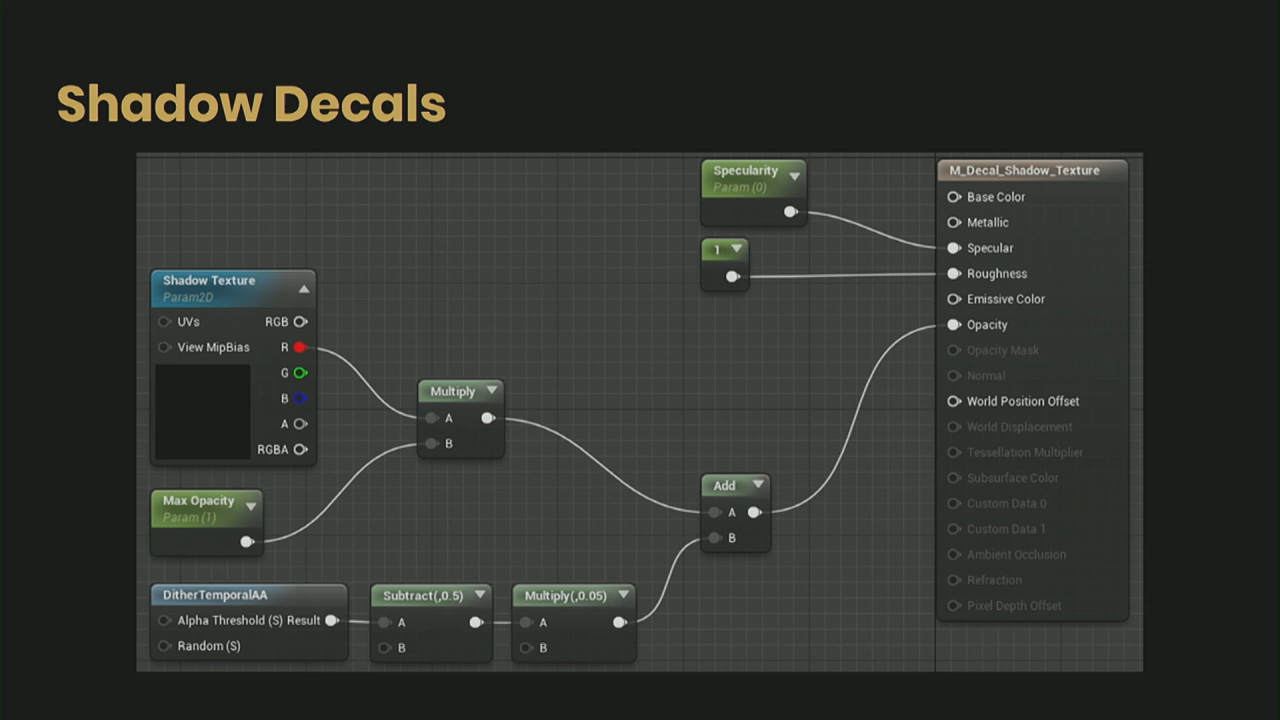 Shadow Decals
Specularity
Param (0)
1
Shadow Texture
Param2D
UVs
RGB
View MipBias
R
G
B
A
RGBA
Multiply
A
B
Max Opacity
Param (1)
Add
A
B
DitherTemporalAA
Alpha Threshold (S) Result
Random (S)
Subtract(,0.5)
A
B
Multiply(,0.05)
A
B
M_Decal_Shadow_Texture
Base Color
Metallic
Specular
Roughness
Emissive Color
Opacity
Opacity Mask
Normal
World Position Offset
World Displacement
Tessellation Multiplier
Subsurface Color
Custom Data 0
Custom Data 1
Ambient Occlusion
Refraction
Pixel Depth Offset